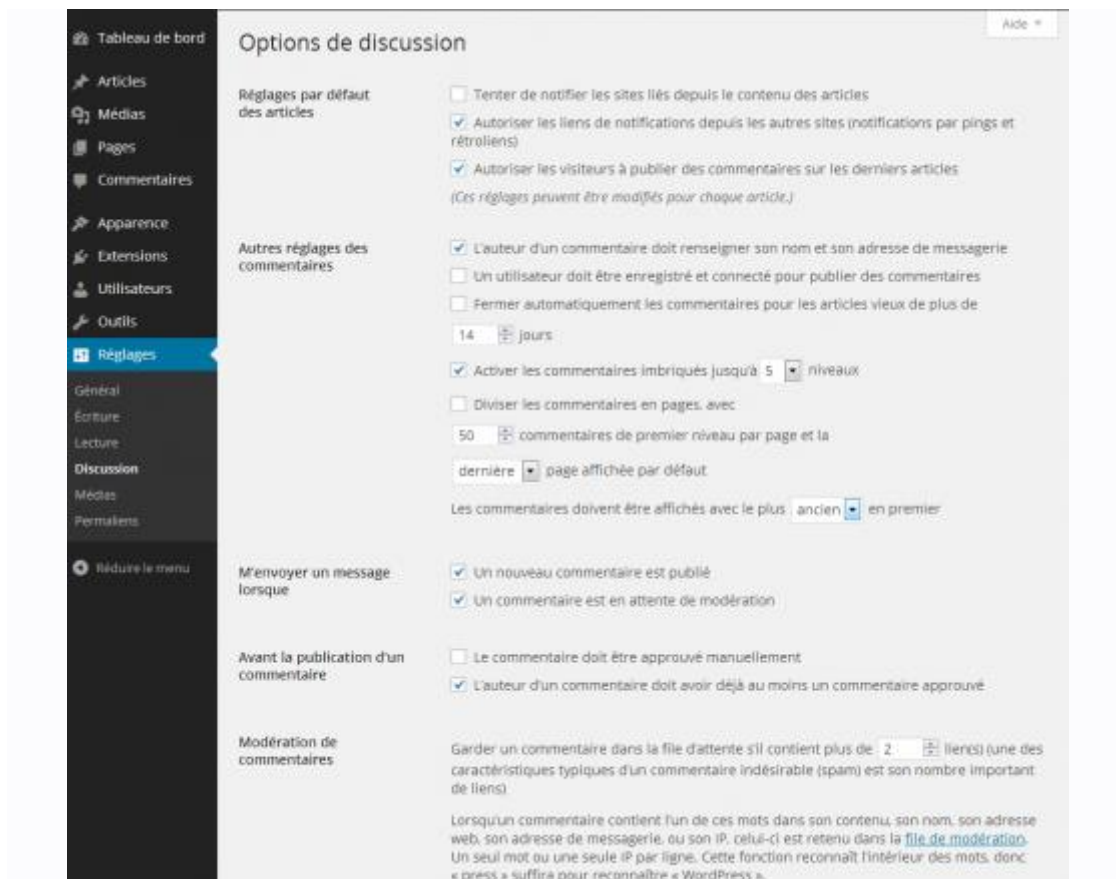 Aide
Tableau de bord
Articles
Médias
Pages
Commentaires
Apparence
Extensions
Utilisateurs
Outils
Réglages
Général
Écriture
Lecture
Discussion
Médias
Permaliens
Réduire le menu
Options de discussion
Réglages par défaut
des articles
Tenter de notifier les sites liés depuis le contenu des articles
Autoriser les liens de notifications depuis les autres sites (notifications par pings et
rétroliens)
Autoriser les visiteurs à publier des commentaires sur les derniers articles
(Ces réglages peuvent être modifiés pour chaque article.)
Autres réglages des
commentaires
L'auteur d'un commentaire doit renseigner son nom et son adresse de messagerie
Un utilisateur doit être enregistré et connecté pour publier des commentaires
Fermer automatiquement les commentaires pour les articles vieux de plus de
14 jours
Activer les commentaires imbriqués jusqu'à 5 niveaux
Diviser les commentaires en pages, avec
50 commentaires de premier niveau par page et la
dernière page affichée par défaut
Les commentaires doivent être affichés avec le plus ancien en premier
M'envoyer un message
lorsque
Un nouveau commentaire est publié
Un commentaire est en attente de modération
Avant la publication d'un
commentaire
Le commentaire doit être approuvé manuellement
L'auteur d'un commentaire doit avoir déjà au moins un commentaire approuvé
Modération de
commentaires
Garder un commentaire dans la file d'attente s'il contient plus de 2 lien(s) (une des
caractéristiques typiques d'un commentaire indésirable (spam) est son nombre important
de liens)
Lorsqu'un commentaire contient l'un de ces mots dans son contenu, son nom, son adresse
web, son adresse de messagerie, ou son IP, celui-ci est retenu dans la file de modération.
Un seul mot ou une seule IP par ligne. Cette fonction reconnaît l'intérieur des mots, donc
« press » suffira pour reconnaître « WordPress ».